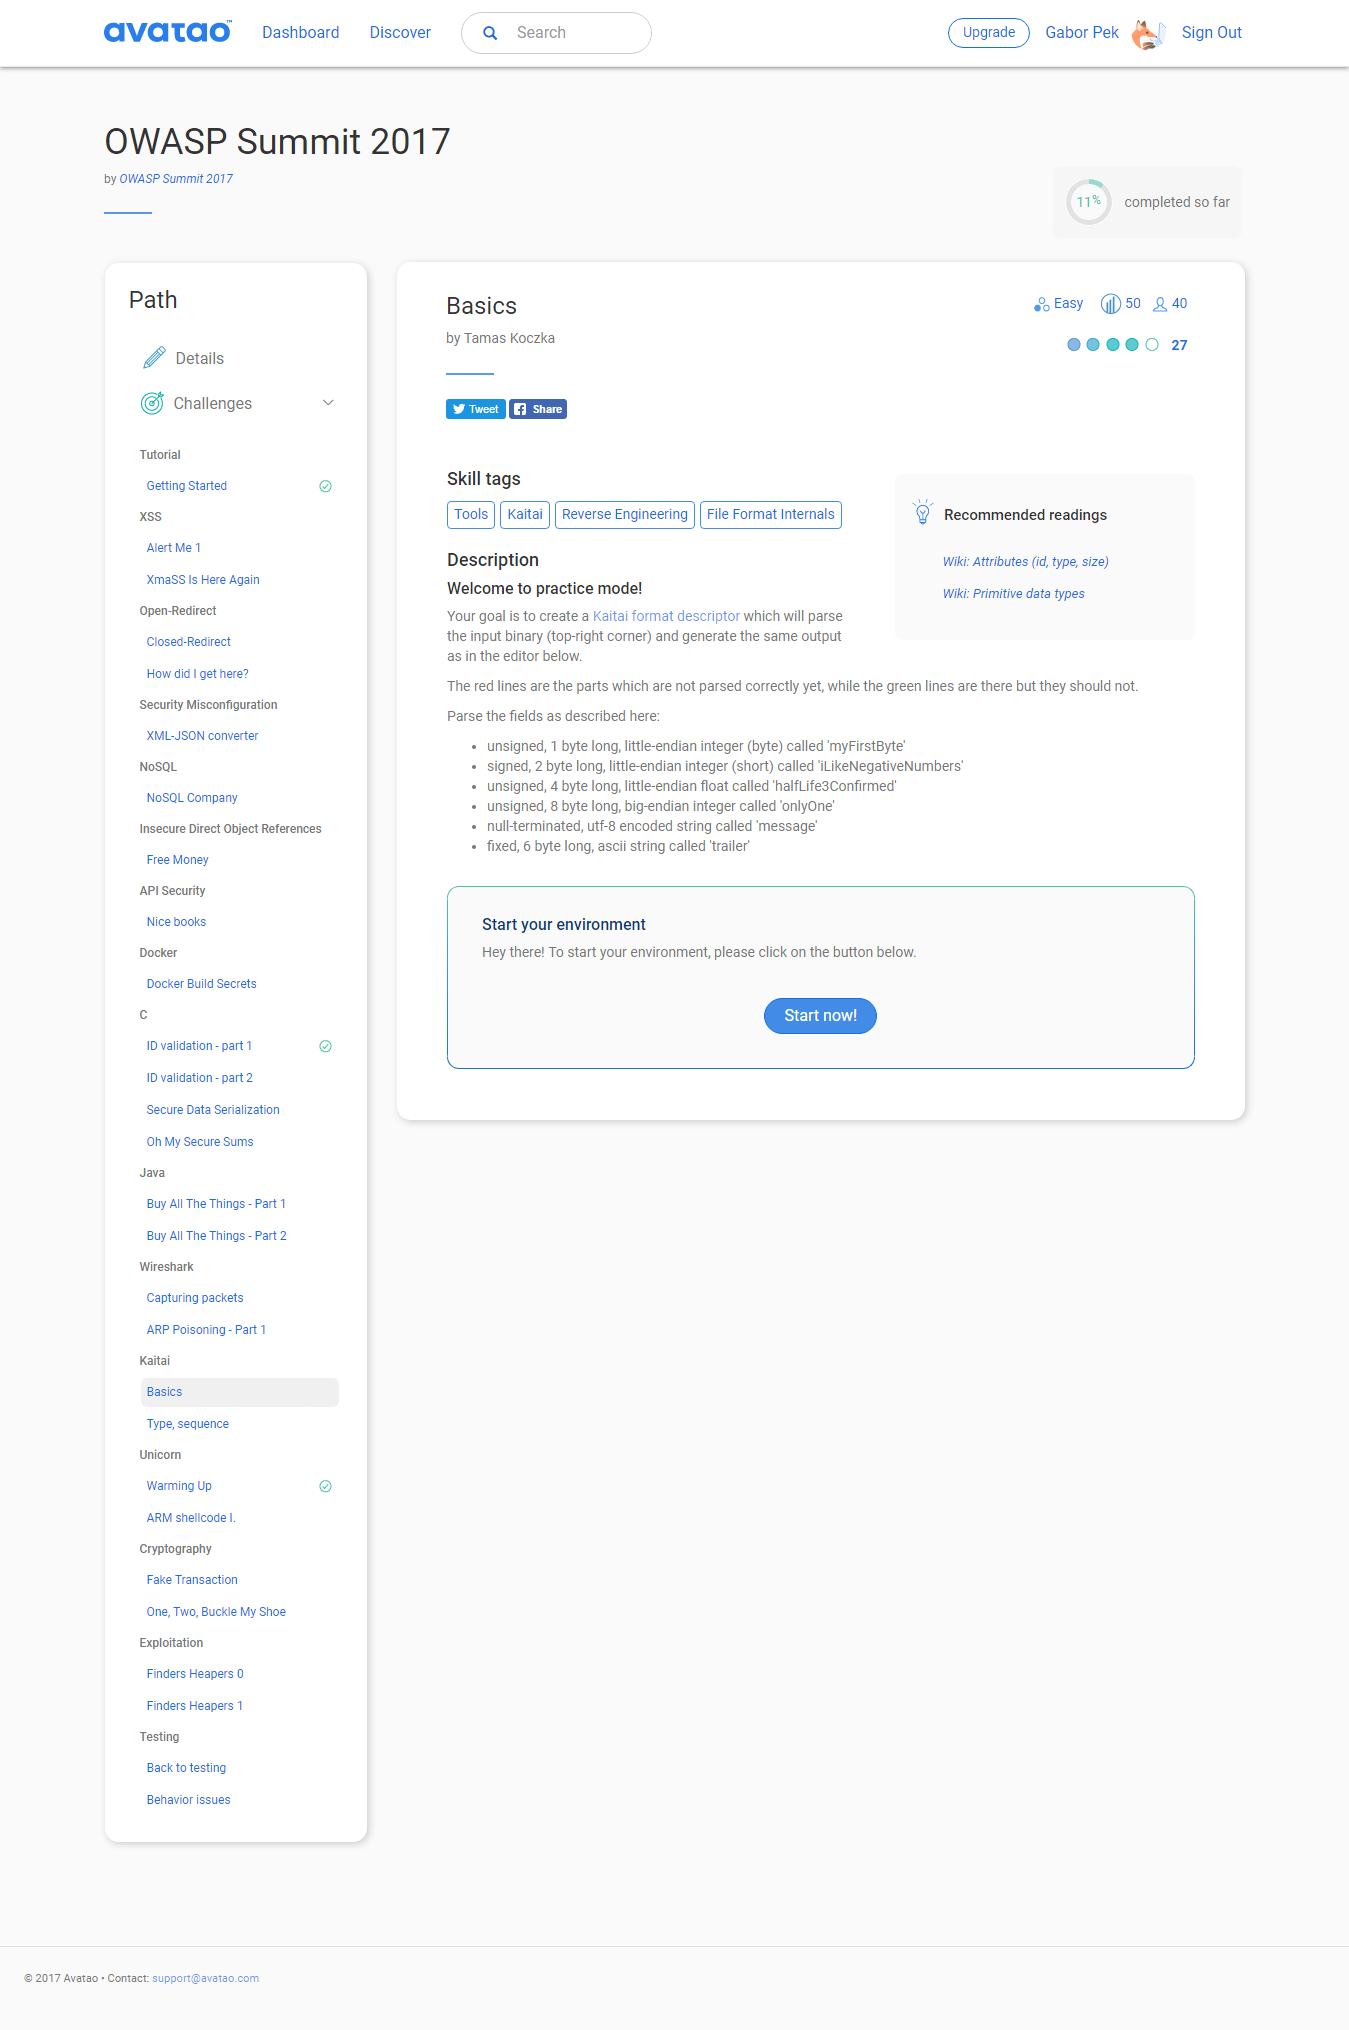 avatao™ Dashboard Discover Search Upgrade Gabor Pek Sign Out
OWASP Summit 2017
by OWASP Summit 2017
11% completed so far
Path
Details
Challenges
Tutorial
Getting Started
XSS
Alert Me 1
XmaSS Is Here Again
Open-Redirect
Closed-Redirect
How did I get here?
Security Misconfiguration
XML-JSON converter
NoSQL
NoSQL Company
Insecure Direct Object References
Free Money
API Security
Nice books
Docker
Docker Build Secrets
C
ID validation - part 1
ID validation - part 2
Secure Data Serialization
Oh My Secure Sums
Java
Buy All The Things - Part 1
Buy All The Things - Part 2
Wireshark
Capturing packets
ARP Poisoning - Part 1
Kaitai
Basics
Type, sequence
Unicorn
Warming Up
ARM shellcode I.
Cryptography
Fake Transaction
One, Two, Buckle My Shoe
Exploitation
Finders Heapers 0
Finders Heapers 1
Testing
Back to testing
Behavior issues
Basics
by Tamas Koczka
Easy 50 40
27
Tweet Share
Skill tags
Tools Kaitai Reverse Engineering File Format Internals
Recommended readings
Wiki: Attributes (id, type, size)
Wiki: Primitive data types
Description
Welcome to practice mode!
Your goal is to create a Kaitai format descriptor which will parse
the input binary (top-right corner) and generate the same output
as in the editor below.
The red lines are the parts which are not parsed correctly yet, while the green lines are there but they should not.
Parse the fields as described here:
• unsigned, 1 byte long, little-endian integer (byte) called 'myFirstByte'
• signed, 2 byte long, little-endian integer (short) called 'iLikeNegativeNumbers'
• unsigned, 4 byte long, little-endian float called 'halfLife3Confirmed'
• unsigned, 8 byte long, big-endian integer called 'onlyOne'
• null-terminated, utf-8 encoded string called 'message'
• fixed, 6 byte long, ascii string called 'trailer'
Start your environment
Hey there! To start your environment, please click on the button below.
Start now!
© 2017 Avatao • Contact: support@avatao.com